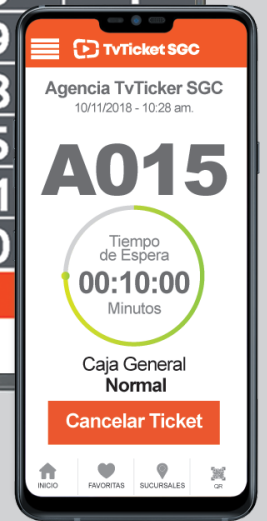 TvTicket SGC
Agencia TvTicker SGC
10/11/2018 - 10:28 am.
A015
Tiempo
de Espera
00:10:00
Minutos
Caja General
Normal
Cancelar Ticket
INICIO FAVORITAS SUCURSALES QR